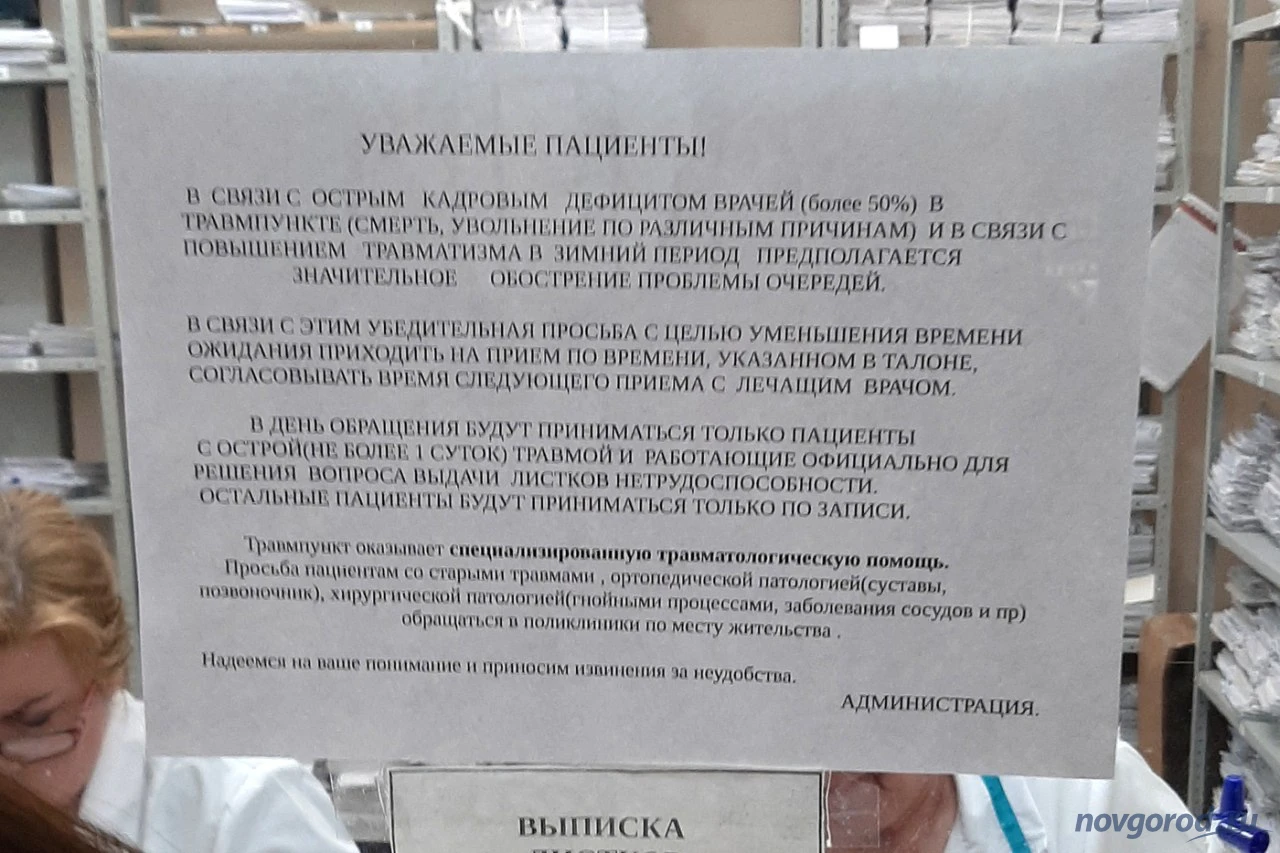 УВАЖАЕМЫЕ ПАЦИЕНТЫ!
В СВЯЗИ С ОСТРЫМ КАДРОВЫМ ДЕФИЦИТОМ ВРАЧЕЙ (более 50%) В
ТРАВМПУНКТЕ (СМЕРТЬ, УВОЛЬНЕНИЕ ПО РАЗЛИЧНЫМ ПРИЧИНАМ) И В СВЯЗИ С
ПОВЫШЕНИЕМ ТРАВМАТИЗМА В ЗИМНИЙ ПЕРИОД ПРЕДПОЛАГАЕТСЯ
ЗНАЧИТЕЛЬНОЕ ОБОСТРЕНИЕ ПРОБЛЕМЫ ОЧЕРЕДЕЙ.
В СВЯЗИ С ЭТИМ УБЕДИТЕЛЬНАЯ ПРОСЬБА С ЦЕЛЬЮ УМЕНЬШЕНИЯ ВРЕМЕНИ
ОЖИДАНИЯ ПРИХОДИТЬ НА ПРИЕМ ПО ВРЕМЕНИ, УКАЗАННОМ В ТАЛОНЕ,
СОГЛАСОВЫВАТЬ ВРЕМЯ СЛЕДУЮЩЕГО ПРИЕМА С ЛЕЧАЩИМ ВРАЧОМ.
В ДЕНЬ ОБРАЩЕНИЯ БУДУТ ПРИНИМАТЬСЯ ТОЛЬКО ПАЦИЕНТЫ
С ОСТРОЙ(НЕ БОЛЕЕ 1 СУТОК) ТРАВМОЙ И РАБОТАЮЩИЕ ОФИЦИАЛЬНО ДЛЯ
РЕШЕНИЯ ВОПРОСА ВЫДАЧИ ЛИСТКОВ НЕТРУДОСПОСОБНОСТИ.
ОСТАЛЬНЫЕ ПАЦИЕНТЫ БУДУТ ПРИНИМАТЬСЯ ТОЛЬКО ПО ЗАПИСИ.
Травмпункт оказывает специализированную травматологическую помощь.
Просьба пациентам со старыми травмами , ортопедической патологией(суставы,
позвоночник), хирургической патологией(гнойными процессами, заболевания сосудов и пр)
обращаться в поликлиники по месту жительства .
Надеемся на ваше понимание и приносим извинения за неудобства.
АДМИНИСТРАЦИЯ.
ВЫПИСКА
novgorod